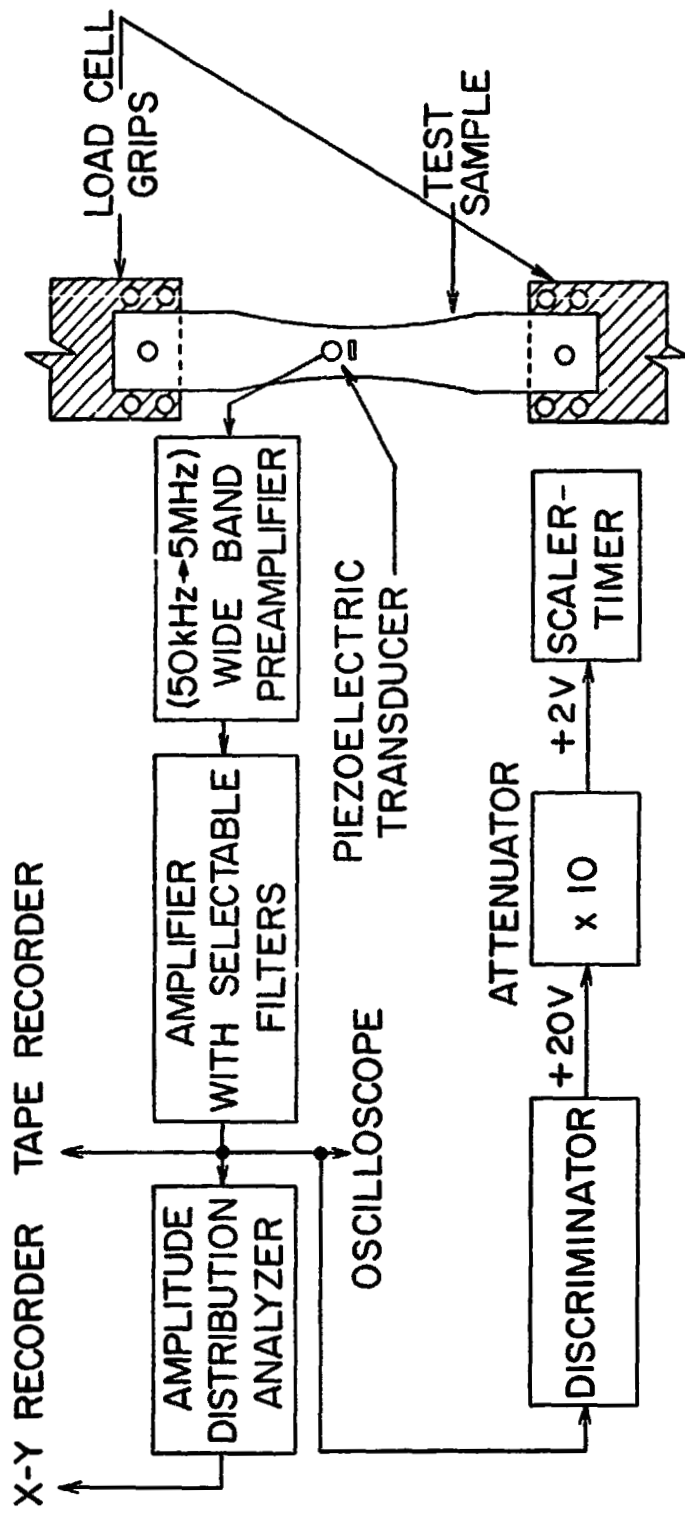 X-Y RECORDER
TAPE RECORDER
AMPLITUDE
DISTRIBUTION
ANALYZER
AMPLIFIER
WITH SELECTABLE
FILTERS
(50kHz→5MHz)
WIDE BAND
PREAMPLIFIER
LOAD CELL
GRIPS
OSCILLOSCOPE
PIEZOELECTRIC
TRANSDUCER
TEST
SAMPLE
DISCRIMINATOR
+20V
ATTENUATOR
x 10
+2V
SCALER-
TIMER